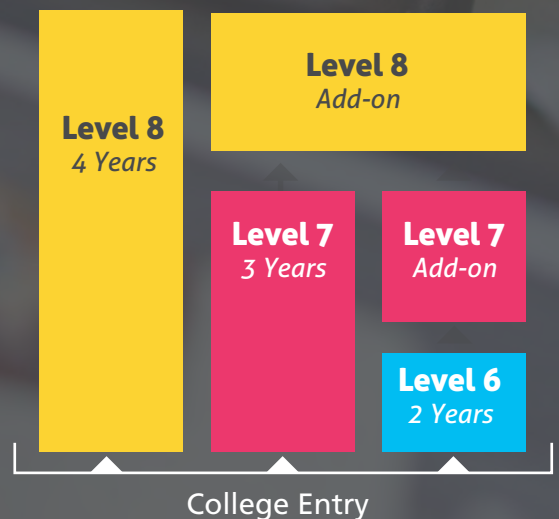 Level 8
4 Years
Level 8
Add-on
Level 7
3 Years
Level 7
Add-on
Level 6
2 Years
College Entry